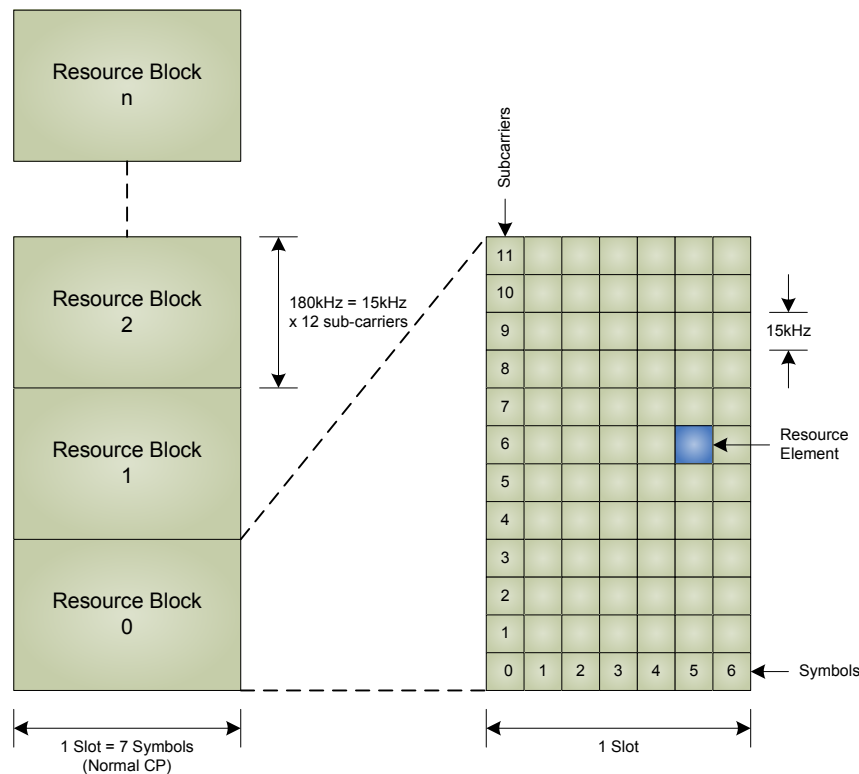 Resource Block
n
Resource Block
2
Resource Block
1
Resource Block
0
1 Slot = 7 Symbols
(Normal CP)
180kHz = 15kHz
x 12 sub-carriers
Subcarriers
11
10
9
8
7
6
5
4
3
2
1
0 1 2 3 4 5 6
15kHz
Resource
Element
Symbols
1 Slot